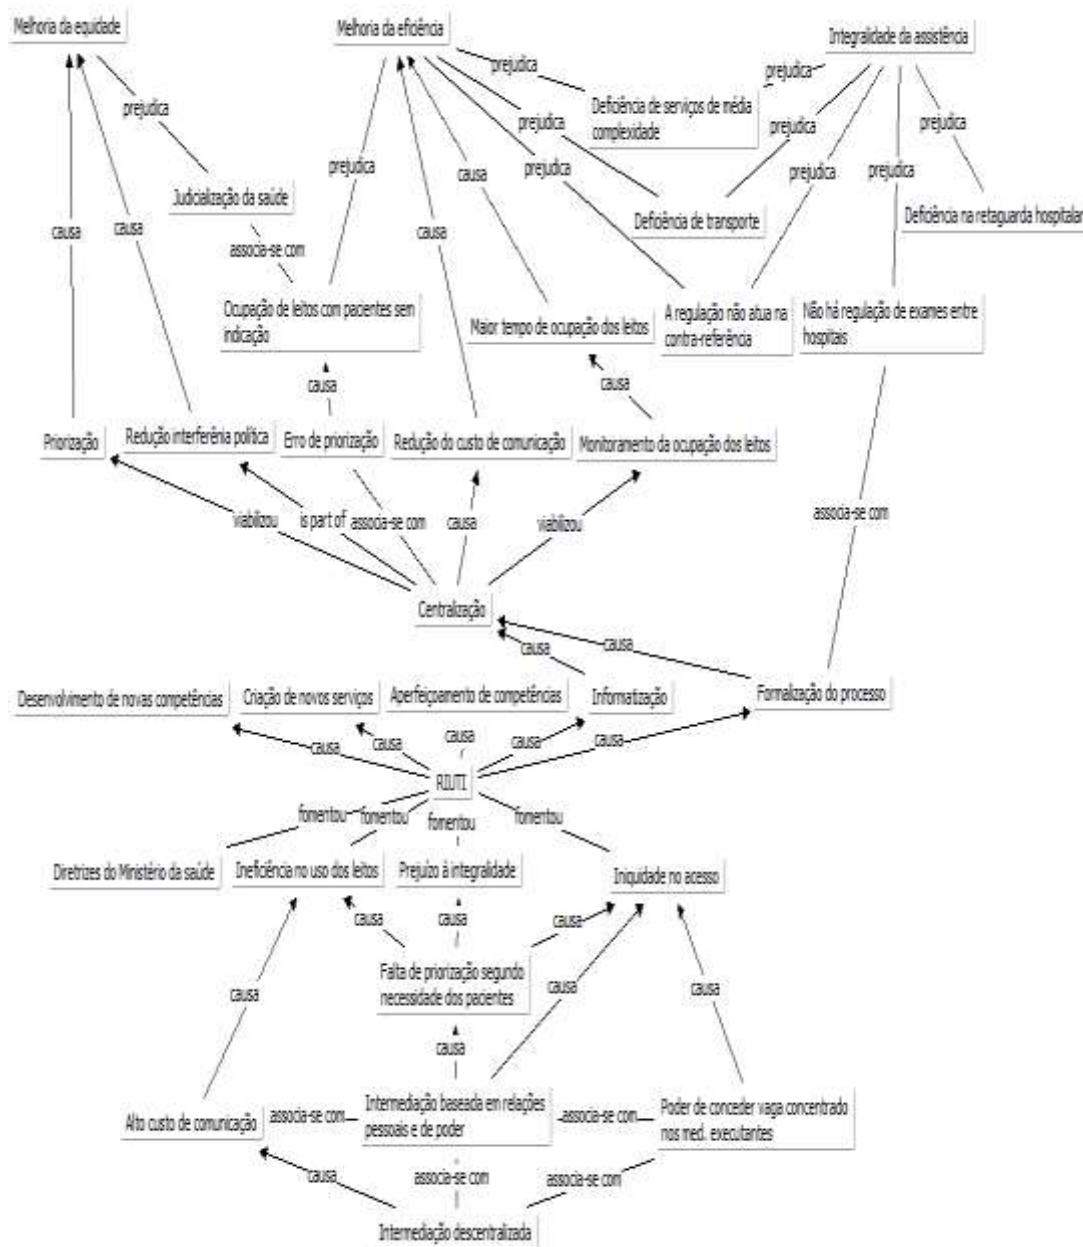 Melhoria da equidade
Melhoria da eficiência
Integralidade da assistência
prejudica
prejudica
prejudica
Deficiência de serviços de média
complexidade
prejudica
prejudica
prejudica
prejudica
prejudica
causa
prejudica
prejudica
Judicialização da saúde
Deficiência de transporte
Deficiência na retaguarda hospitalar
causa
causa
causa
associa-se com
Ocupação de leitos com pacientes sem
indicação
Maior tempo de ocupação dos leitos
A regulação não atua na
contra-referência
Não há regulação de exames entre
hospitais
causa
causa
Priorização
Redução interferênia política
Erro de priorização
Redução do custo de comunicação
Monitoramento da ocupação dos leitos
viabilizou
is part of
associa-se com
causa
viabilizou
associa-se com
Centralização
causa
causa
Desenvolvimento de novas competências
Criação de novos serviços
Aperfeiçoamento de competências
Informatização
Formalização do processo
causa
causa
causa
causa
causa
RIUTI
fomentou
fomentou
fomentou
fomentou
Diretrizes do Ministério da saúde
Ineficiência no uso dos leitos
Prejuízo à integralidade
Iniquidade no acesso
causa
causa
causa
Falta de priorização segundo
necessidade dos pacientes
causa
causa
causa
causa
Alto custo de comunicação
associa-se com
Intermediação baseada em relações
pessoais e de poder
associa-se com
Poder de conceder vaga concentrado
nos med. executantes
causa
associa-se com
associa-se com
Intermediação descentralizada